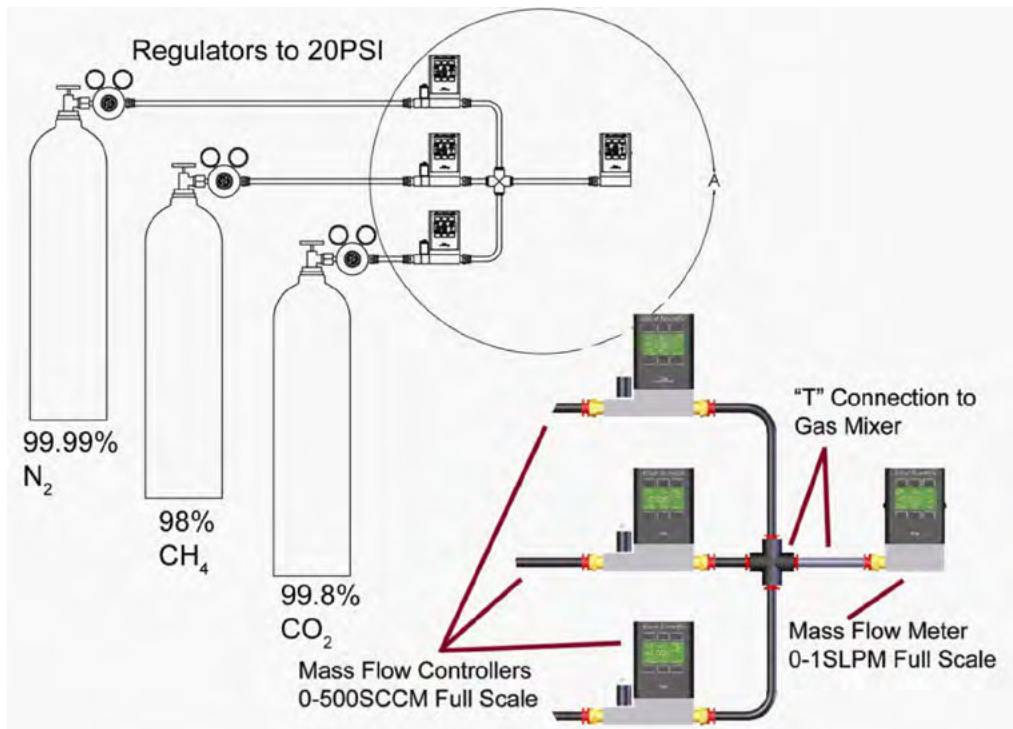 Regulators to 20PSI
A
99.99%
N₂
98%
CH₄
99.8%
CO₂
"T" Connection to
Gas Mixer
Mass Flow Meter
0-1SLPM Full Scale
Mass Flow Controllers
0-500SCCM Full Scale